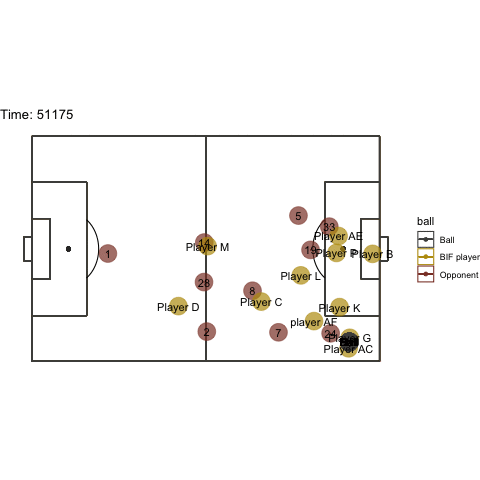 Time: 51175
5
33
Player AE
14
Player M
19
Player B
1
Player L
28
8
Player C
Player D
Player K
player AF
2
7
24
Player G
Player AC
ball
Ball
BIF player
Opponent